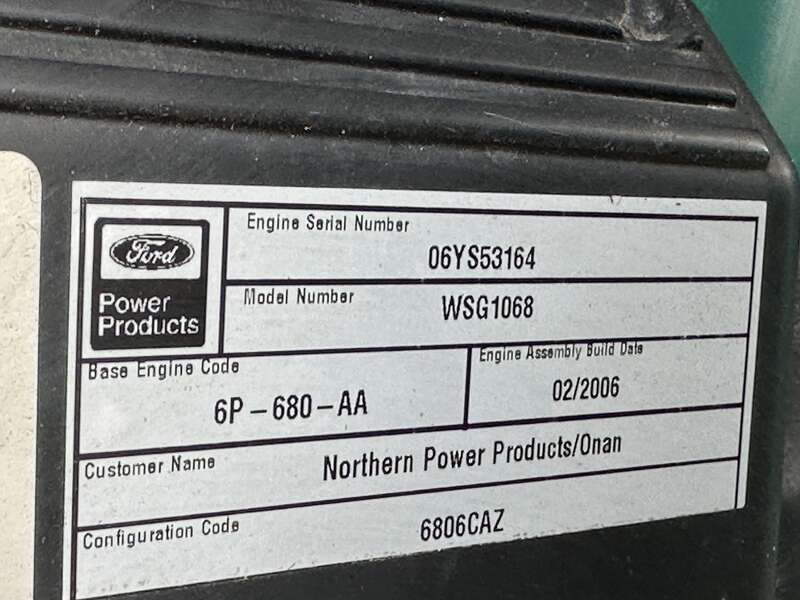 Ford
Power
Products
Engine Serial Number
06YS53164
Model Number
WSG1068
Base Engine Code
6P-680-AA
Engine Assembly Build Date
02/2006
Customer Name
Northern Power Products/Onan
Configuration Code
6806CAZ